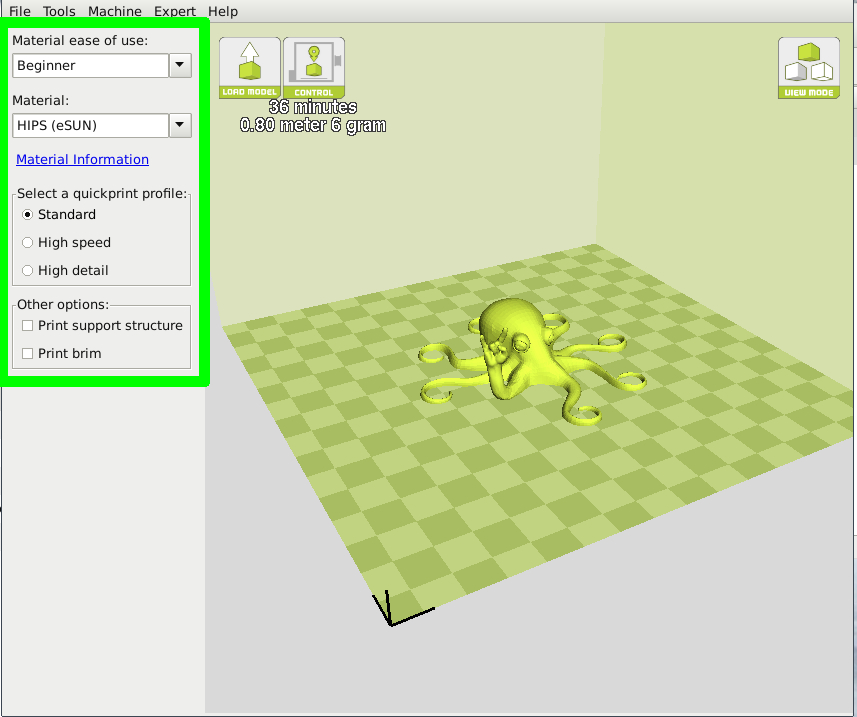 File Tools Machine Expert Help
Material ease of use:
Beginner
Material:
HIPS (eSUN)
Material Information
Select a quickprint profile:
Standard
High speed
High detail
Other options:
Print support structure
Print brim
LOAD MODEL
CONTROL
36 minutes
0.80 meter 6 gram
VIEW MODE